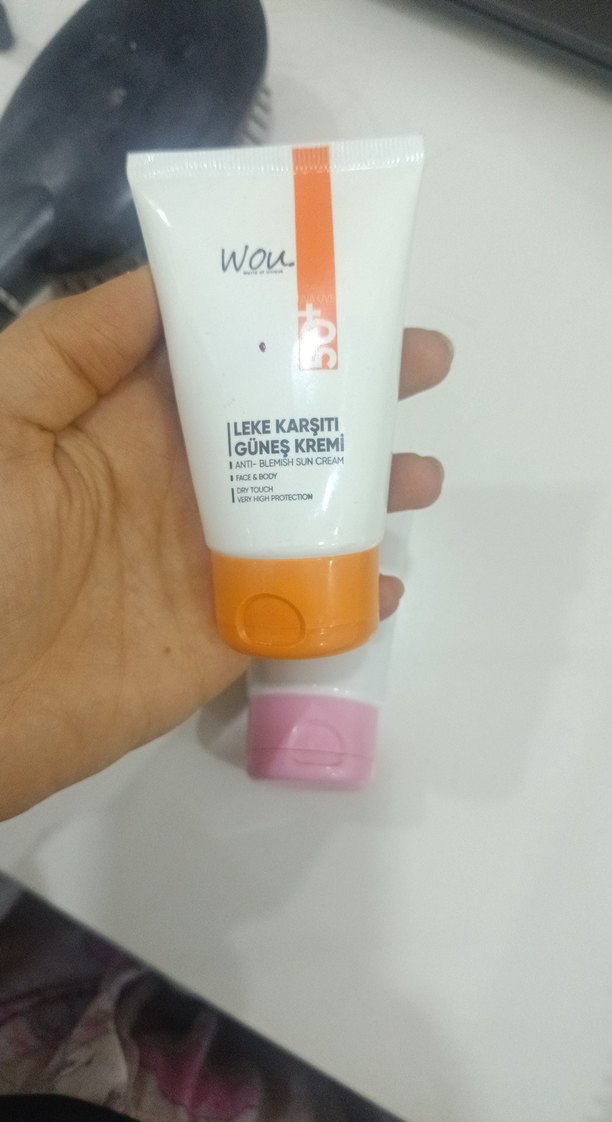 Wou.
50+
LEKE KARŞITI
GÜNEŞ KREMİ
ANTI- BLEMISH SUN CREAM
FACE & BODY
DRY TOUCH
VERY HIGH PROTECTION